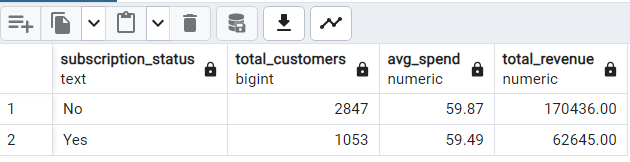 subscription_status total_customers avg_spend total_revenue
text bigint numeric numeric
1 No 2847 59.87 170436.00
2 Yes 1053 59.49 62645.00